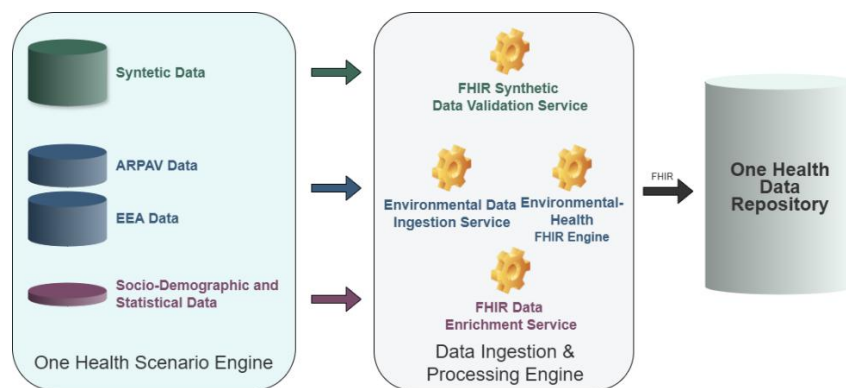 Syntetic Data
ARPAV Data
EEA Data
Socio-Demographic and
Statistical Data
One Health Scenario Engine
FHIR Synthetic
Data Validation Service
Environmental Data
Ingestion Service
Environmental-
Health
FHIR Engine
FHIR Data
Enrichment Service
Data Ingestion &
Processing Engine
FHIR
One Health
Data
Repository